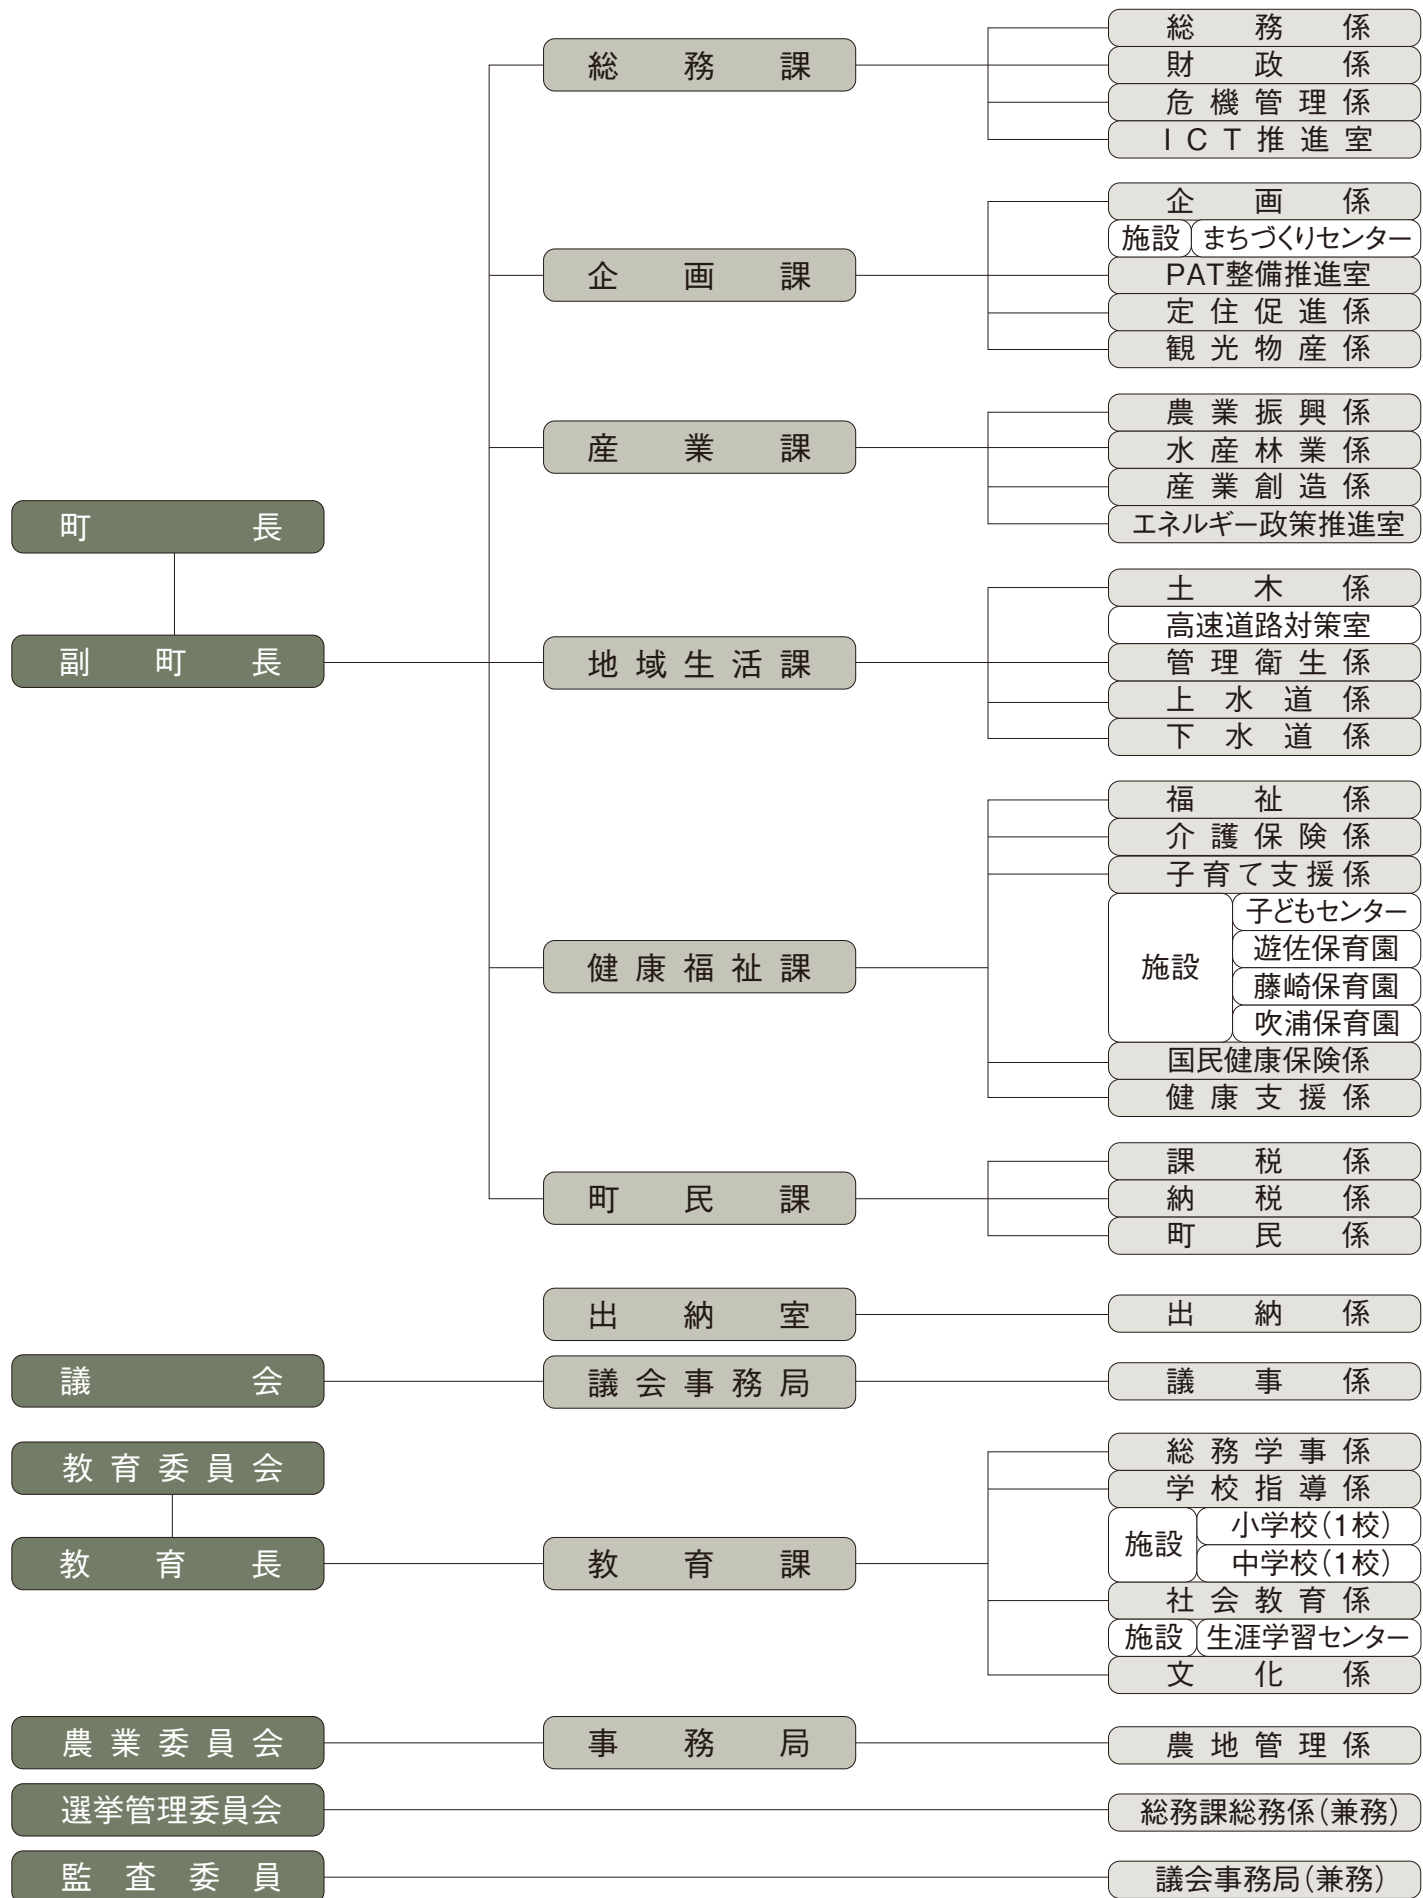 町長
副町長
総務課
総務係
財政係
危機管理係
ICT推進室
企画課
企画係
施設 まちづくりセンター
PAT整備推進室
定住促進係
観光物産係
産業課
農業振興係
水産林業係
産業創造係
エネルギー政策推進室
地域生活課
土木係
高速道路対策室
管理衛生係
上水道係
下水道係
健康福祉課
福祉係
介護保険係
子育て支援係
施設
子どもセンター
遊佐保育園
藤崎保育園
吹浦保育園
国民健康保険係
健康支援係
町民課
課税係
納税係
町民係
出納室
出納係
議会
議会事務局
議事係
教育委員会
教育長
教育課
総務学事係
学校指導係
施設
小学校(1校)
中学校(1校)
社会教育係
施設 生涯学習センター
文化係
農業委員会
事務局
農地管理係
選挙管理委員会
総務課総務係(兼務)
監査委員
議会事務局(兼務)